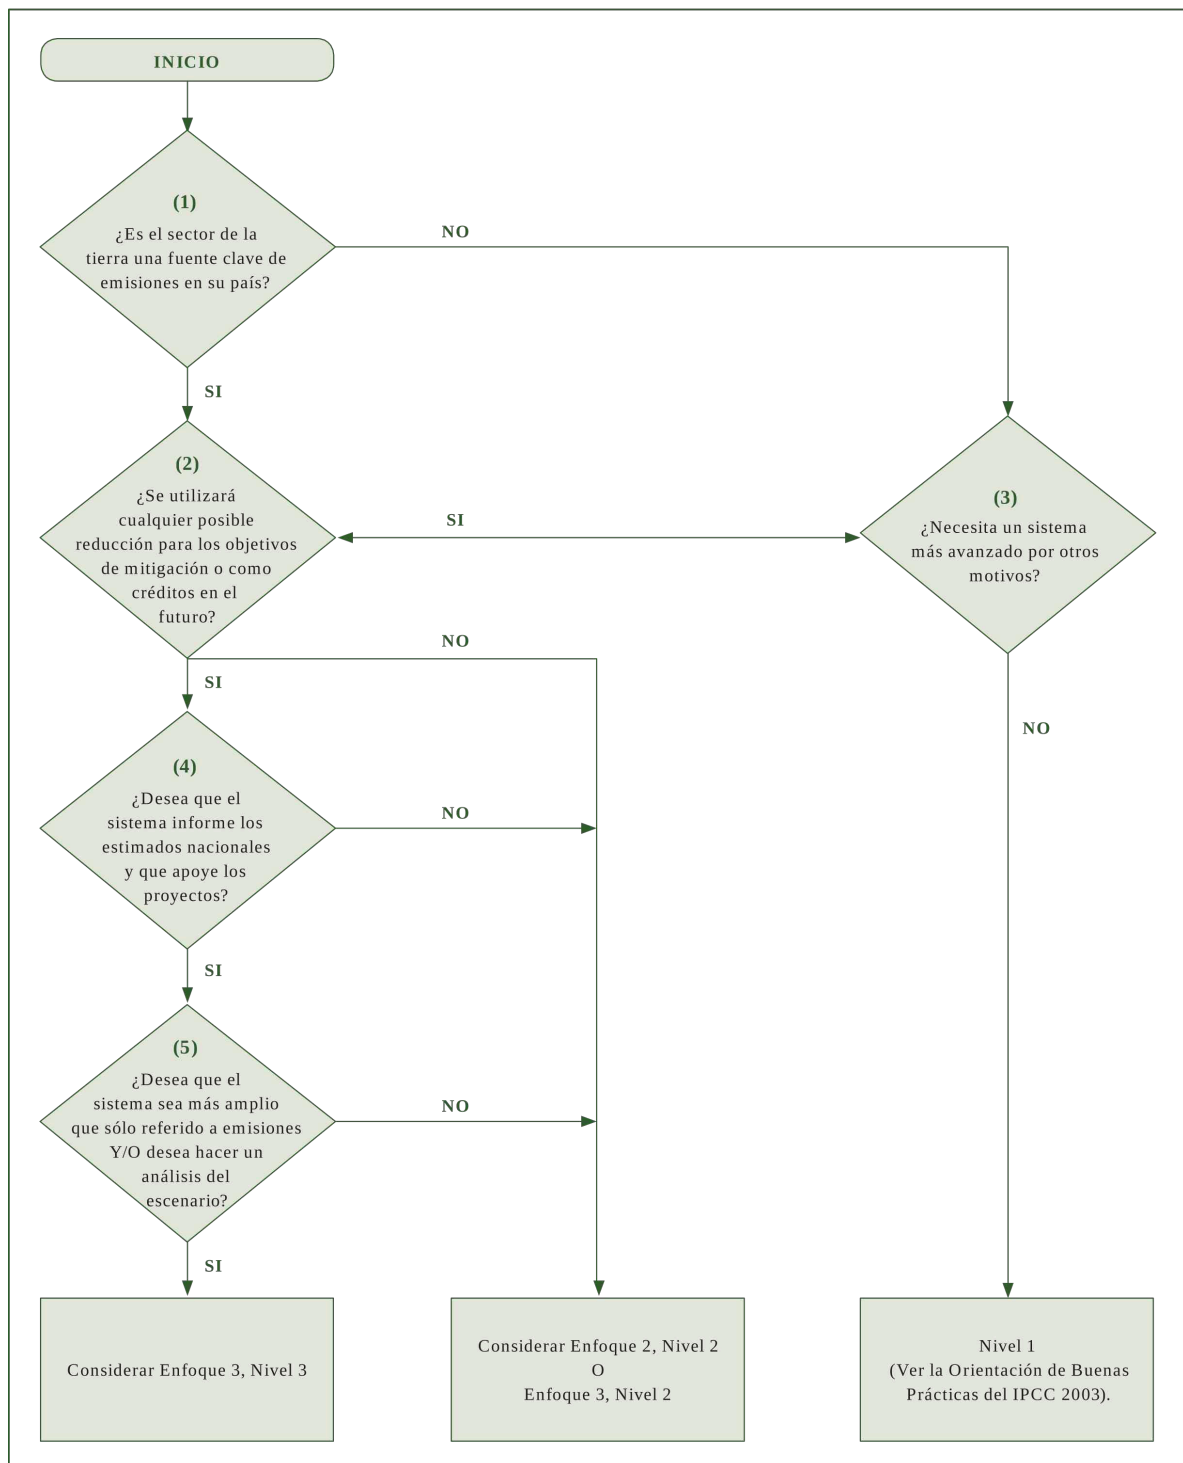 INICIO
(1)
¿Es el sector de la
tierra una fuente clave de
emisiones en su país?
NO
SI
(2)
¿Se utilizará
cualquier posible
reducción para los objetivos
de mitigación o como
créditos en el
futuro?
SI
(3)
¿Necesita un sistema
más avanzado por otros
motivos?
NO
SI
NO
(4)
¿Desea que el
sistema informe los
estimados nacionales
y que apoye los
proyectos?
NO
SI
(5)
¿Desea que el
sistema sea más amplio
que sólo referido a emisiones
Y/O desea hacer un
análisis del
escenario?
NO
SI
Considerar Enfoque 3, Nivel 3
Considerar Enfoque 2, Nivel 2
O
Enfoque 3, Nivel 2
Nivel 1
(Ver la Orientación de Buenas
Prácticas del IPCC 2003).